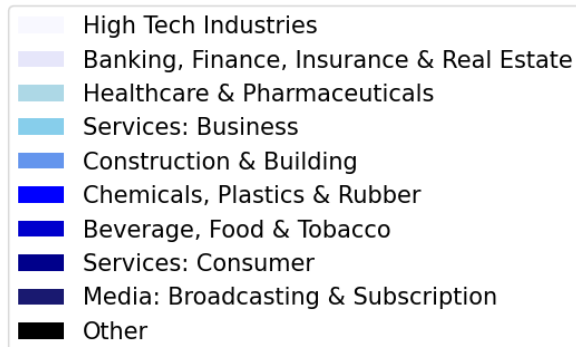 High Tech Industries
Banking, Finance, Insurance & Real Estate
Healthcare & Pharmaceuticals
Services: Business
Construction & Building
Chemicals, Plastics & Rubber
Beverage, Food & Tobacco
Services: Consumer
Media: Broadcasting & Subscription
Other